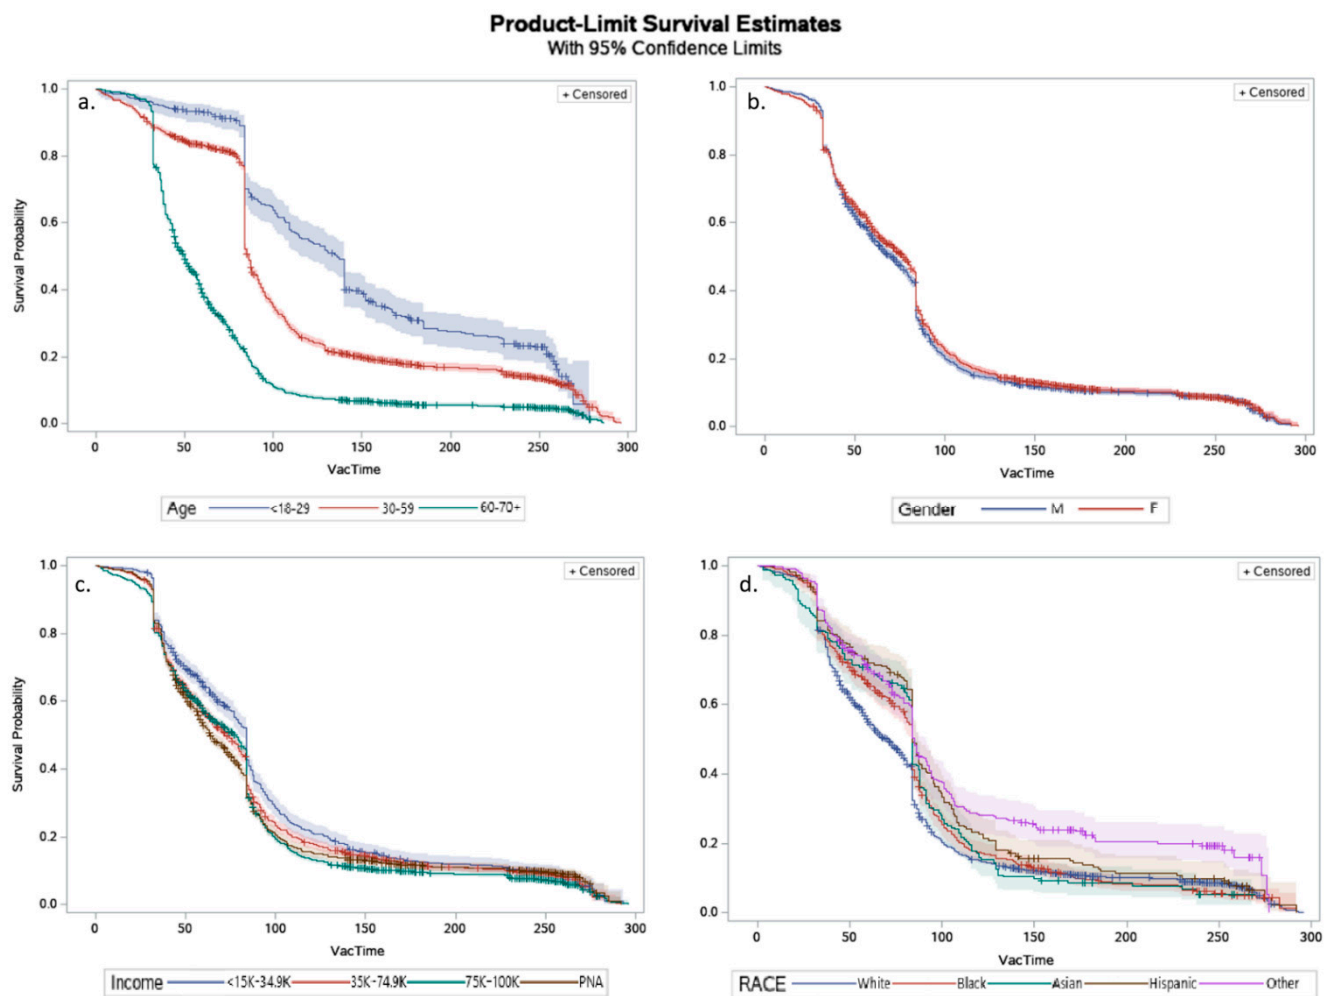 Product-Limit Survival Estimates
With 95% Confidence Limits
a.
+ Censored
1.0
0.8
0.6
0.4
0.2
0.0
Survival Probability
0 50 100 150 200 250 300
VacTime
Age <18-29 30-59 60-70+
b.
+ Censored
1.0
0.8
0.6
0.4
0.2
0.0
0 50 100 150 200 250 300
VacTime
Gender M F
c.
+ Censored
1.0
0.8
0.6
0.4
0.2
0.0
Survival Probability
0 50 100 150 200 250 300
VacTime
Income <15K-34.9K 35K-74.9K 75K-100K PNA
d.
+ Censored
1.0
0.8
0.6
0.4
0.2
0.0
0 50 100 150 200 250 300
VacTime
RACE White Black Asian Hispanic Other